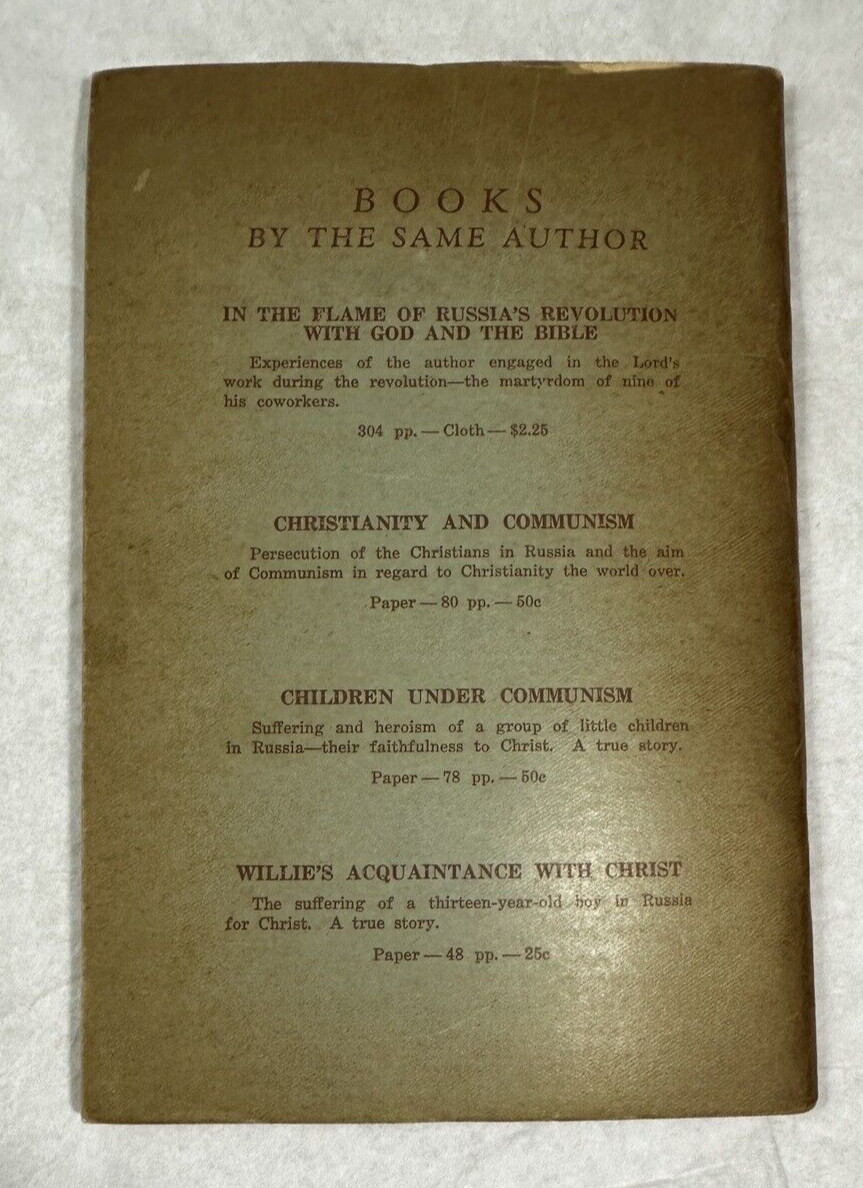 BOOKS
BY THE SAME AUTHOR
IN THE FLAME OF RUSSIA'S REVOLUTION
WITH GOD AND THE BIBLE
Experiences of the author engaged in the Lord's
work during the revolution—the martyrdom of nine of
his coworkers.
304 pp. — Cloth — $2.25
CHRISTIANITY AND COMMUNISM
Persecution of the Christians in Russia and the aim
of Communism in regard to Christianity the world over.
Paper — 80 pp. — 50c
CHILDREN UNDER COMMUNISM
Suffering and heroism of a group of little children
in Russia—their faithfulness to Christ. A true story.
Paper — 78 pp. — 50c
WILLIE'S ACQUAINTANCE WITH CHRIST
The suffering of a thirteen-year-old boy in Russia
for Christ. A true story.
Paper — 48 pp. — 25c